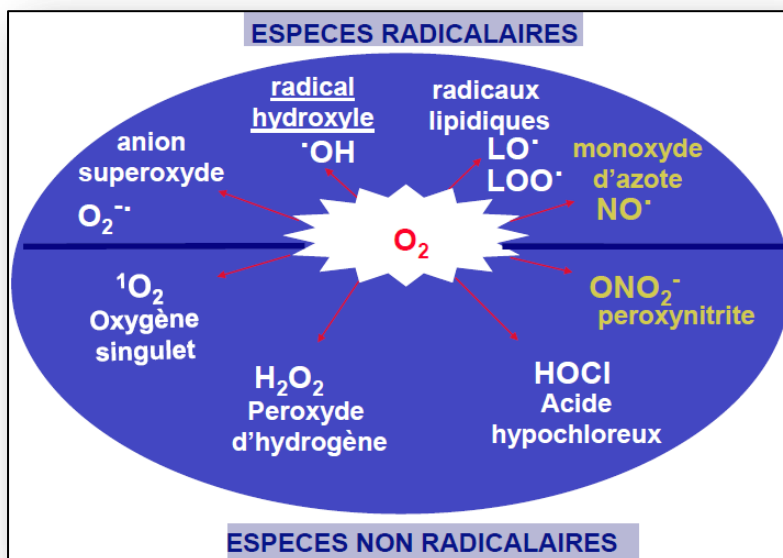 ESPECES RADICALAIRES
radical
hydroxyle
·OH
radicaux
lipidiques
LO·
LOO·
anion
superoxyde
O₂⁻·
monoxyde
d'azote
NO·
O₂
¹O₂
Oxygène
singulet
ONO₂⁻
peroxynitrite
H₂O₂
Peroxyde
d'hydrogène
HOCl
Acide
hypochloreux
ESPECES NON RADICALAIRES